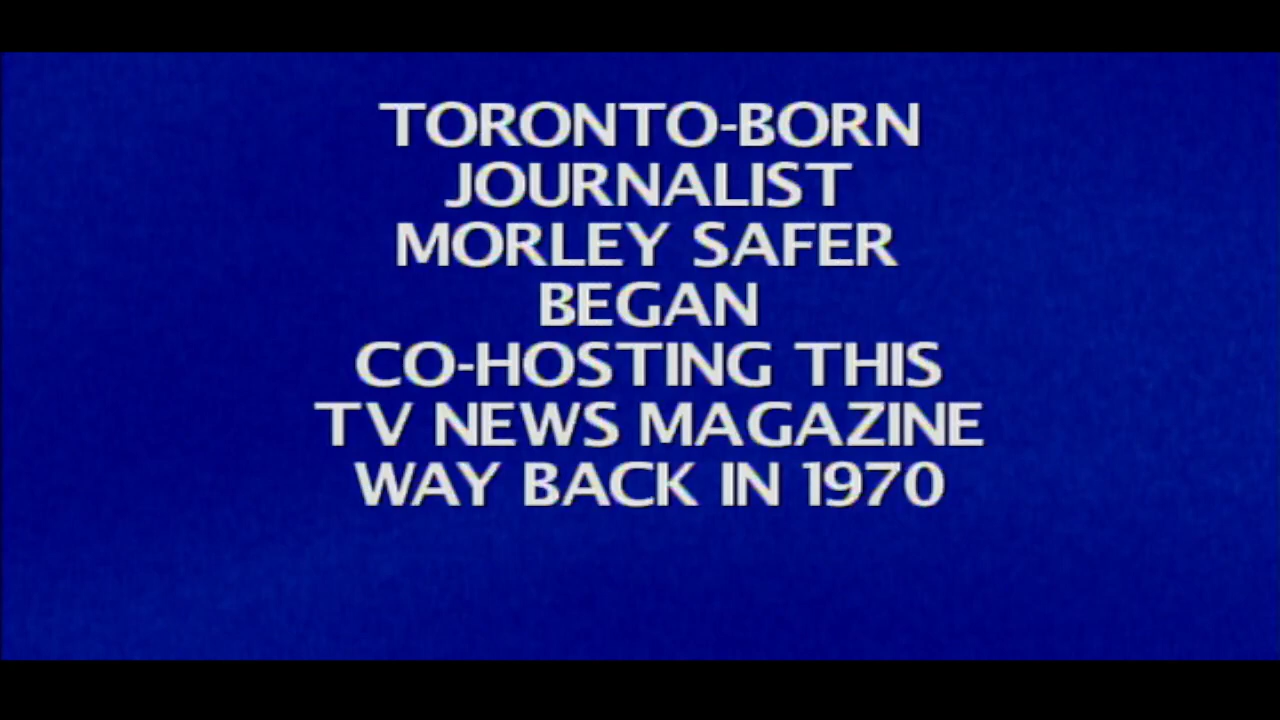 TORONTO-BORN
JOURNALIST
MORLEY SAFER
BEGAN
CO-HOSTING THIS
TV NEWS MAGAZINE
WAY BACK IN 1970